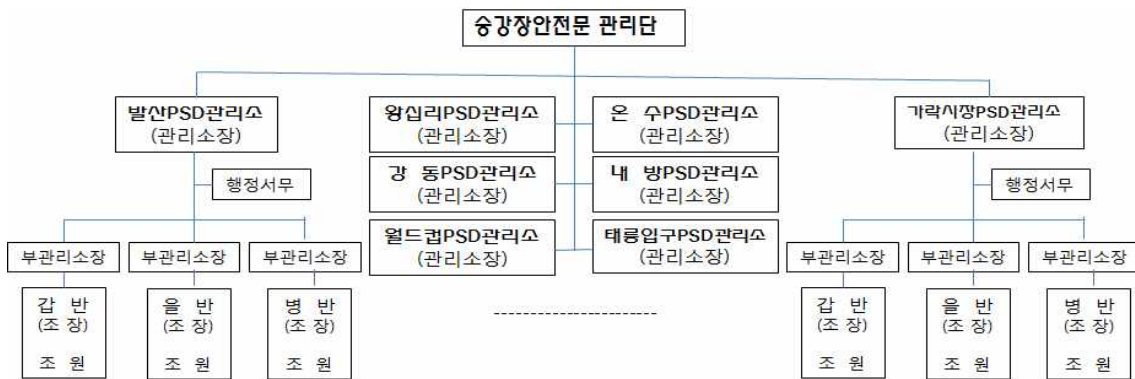 승강장안전문 관리단
발산PSD관리소
(관리소장)
왕십리PSD관리소
(관리소장)
온 수PSD관리소
(관리소장)
가락시장PSD관리소
(관리소장)
행정서무
강 동PSD관리소
(관리소장)
내 방PSD관리소
(관리소장)
행정서무
월드컵PSD관리소
(관리소장)
태릉입구PSD관리소
(관리소장)
부관리소장
부관리소장
부관리소장
부관리소장
부관리소장
부관리소장
갑 반
(조 장)
조 원
을 반
(조 장)
조 원
병 반
(조 장)
조 원
갑 반
(조 장)
조 원
을 반
(조 장)
조 원
병 반
(조 장)
조 원